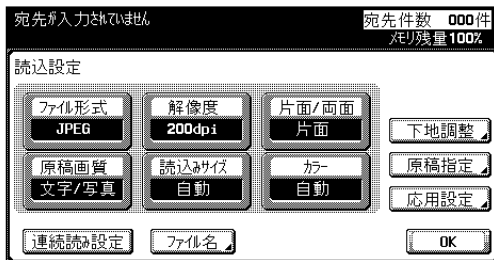 宛先が入力されていません
宛先件数 000件
メモリ残量100%
読込設定
ファイル形式 解像度 片面/両面
JPEG 200dpi 片面
下地調整
原稿画質 読込みサイズ カラー
原稿指定
文字/写真 自動 自動
応用設定
連続読み設定 ファイル名 OK